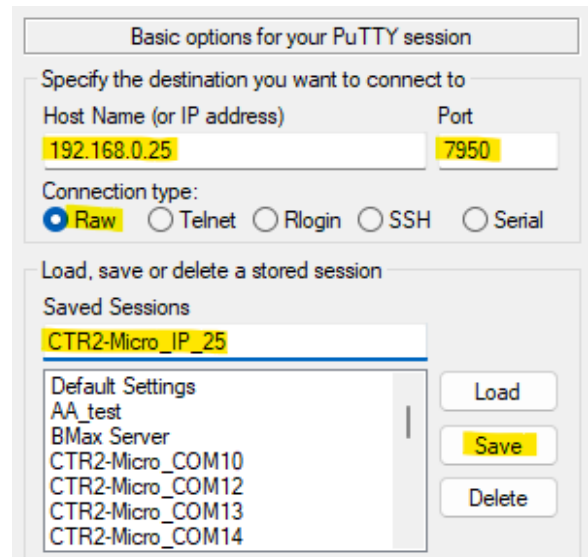 Basic options for your PuTTY session
Specify the destination you want to connect to
Host Name (or IP address) Port
192.168.0.25 7950
Connection type:
Raw Telnet Rlogin SSH Serial
Load, save or delete a stored session
Saved Sessions
CTR2-Micro_IP_25
Default Settings Load
AA_test
BMax Server Save
CTR2-Micro_COM10
CTR2-Micro_COM12
CTR2-Micro_COM13 Delete
CTR2-Micro_COM14